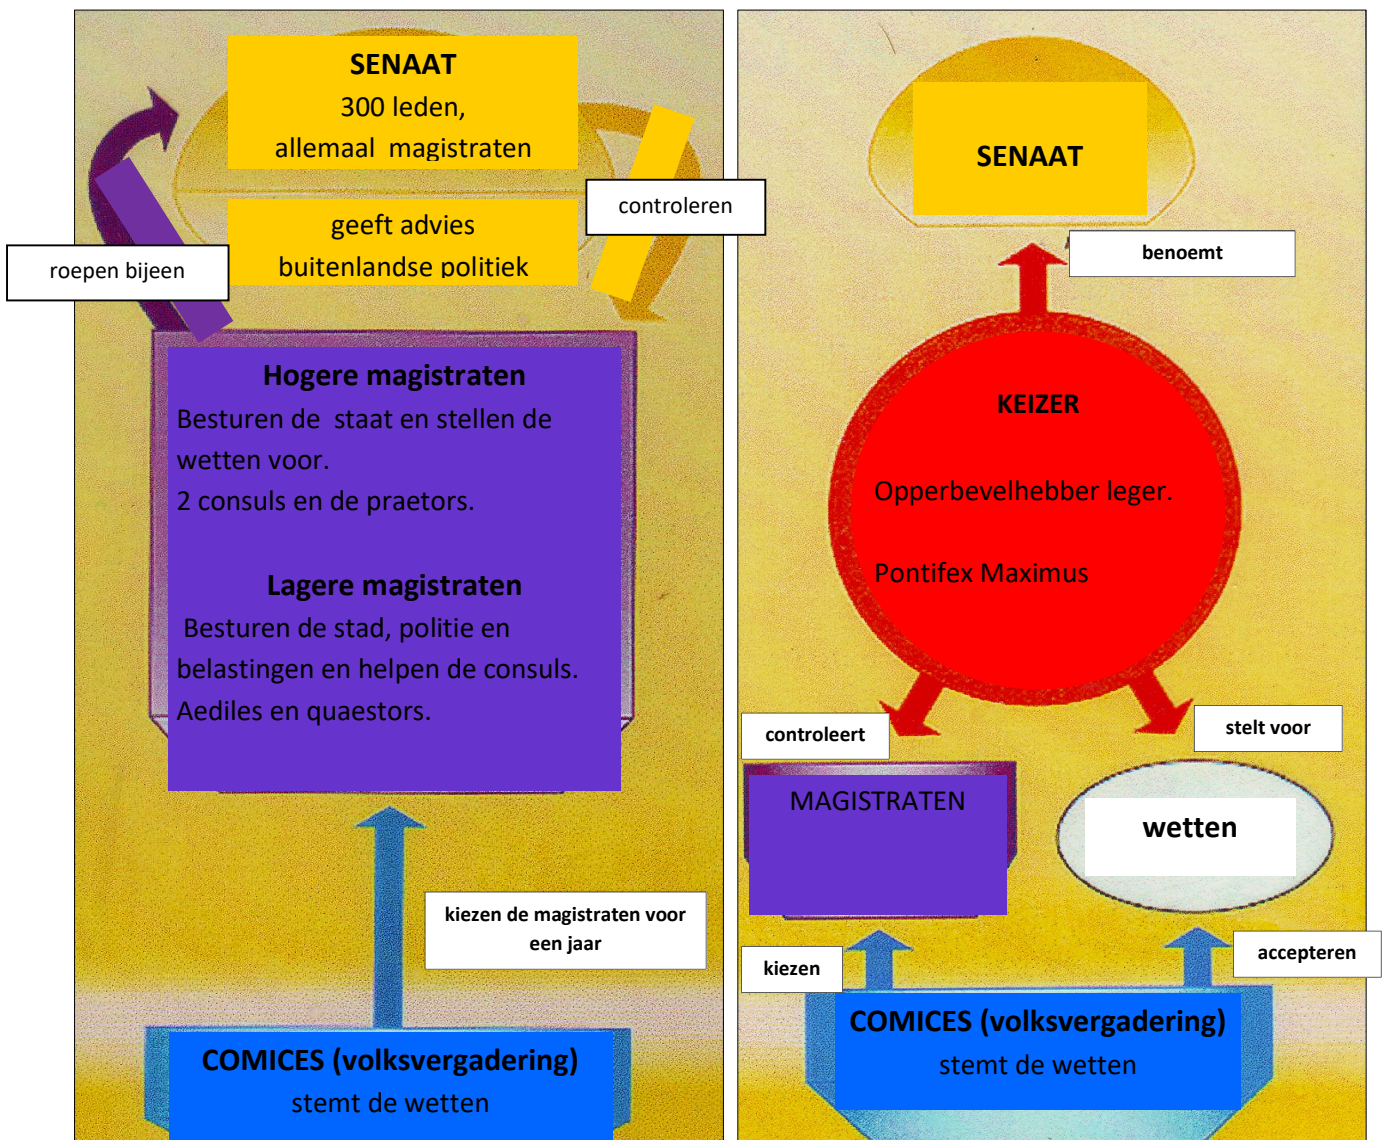 SENAAT
300 leden,
allemaal magistraten
geeft advies
buitenlandse politiek
controleren
roepen bijeen
Hogere magistraten
Besturen de staat en stellen de
wetten voor.
2 consuls en de praetors.
Lagere magistraten
Besturen de stad, politie en
belastingen en helpen de consuls.
Aediles en quaestors.
kiezen de magistraten voor
een jaar
COMICES (volksvergadering)
stemt de wetten
SENAAT
benoemt
KEIZER
Opperbevelhebber leger.
Pontifex Maximus
controleert
stelt voor
MAGISTRATEN
wetten
kiezen
accepteren
COMICES (volksvergadering)
stemt de wetten